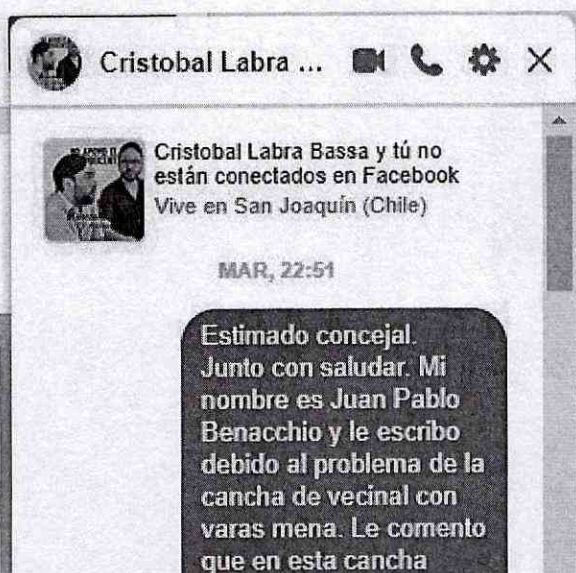 Cristobal Labra ...
Cristobal Labra Bassa y tú no
están conectados en Facebook
Vive en San Joaquín (Chile)
MAR, 22:51
Estimado concejal.
Junto con saludar. Mi
nombre es Juan Pablo
Benacchio y le escribo
debido al problema de la
cancha de vecinal con
varas mena. Le comento
que en esta cancha